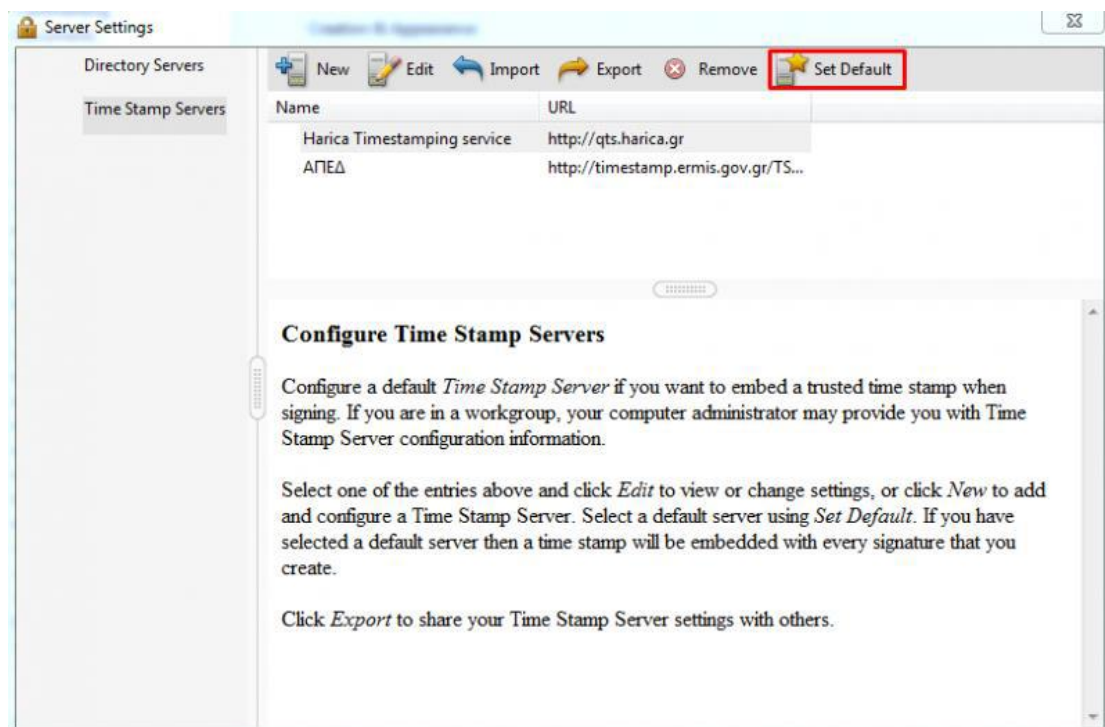 Server Settings
Directory Servers
Time Stamp Servers
New Edit Import Export Remove Set Default
Name URL
Harica Timestamping service http://qts.harica.gr
ΑΠΕΔ http://timestamp.ermis.gov.gr/TS...
Configure Time Stamp Servers
Configure a default Time Stamp Server if you want to embed a trusted time stamp when
signing. If you are in a workgroup, your computer administrator may provide you with Time
Stamp Server configuration information.
Select one of the entries above and click Edit to view or change settings, or click New to add
and configure a Time Stamp Server. Select a default server using Set Default. If you have
selected a default server then a time stamp will be embedded with every signature that you
create.
Click Export to share your Time Stamp Server settings with others.